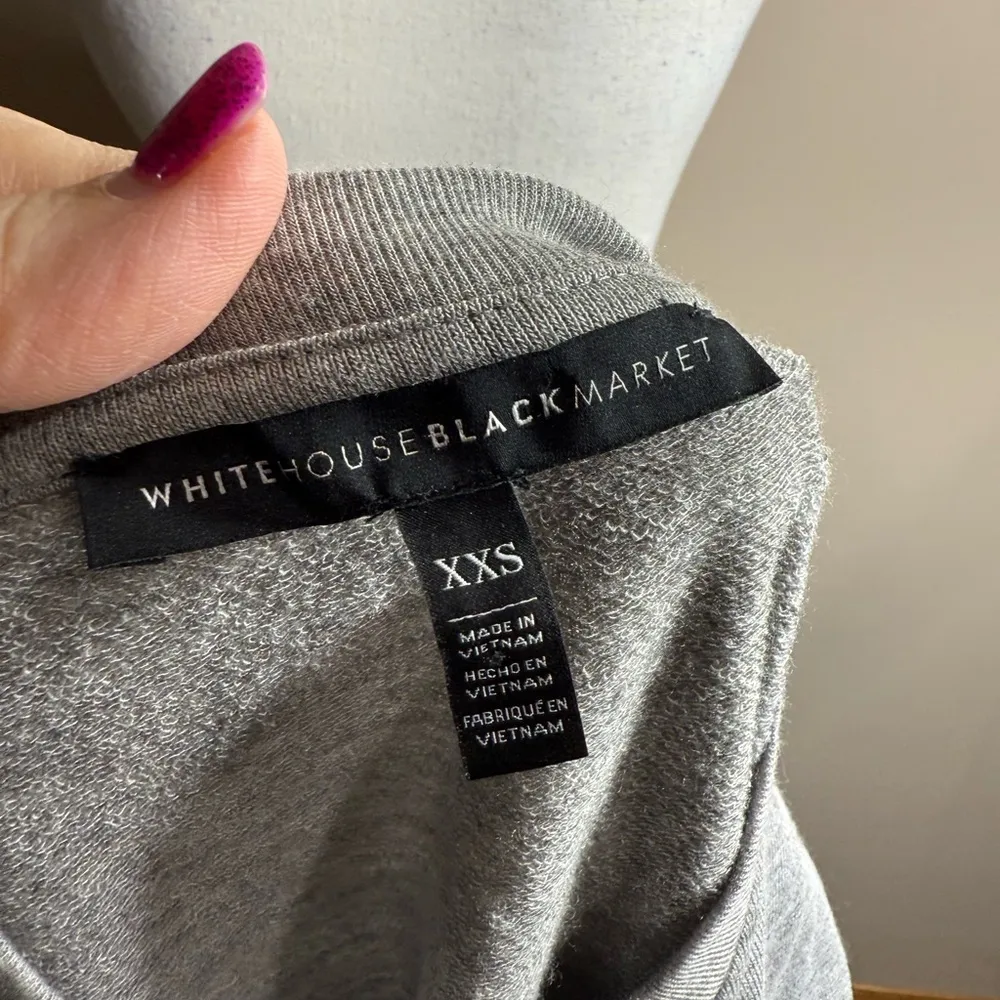 WHITEHOUSEBLACKMARKET
XXS
MADE IN
VIETNAM
HECHO EN
VIETNAM
FABRIQUÉ EN
VIETNAM